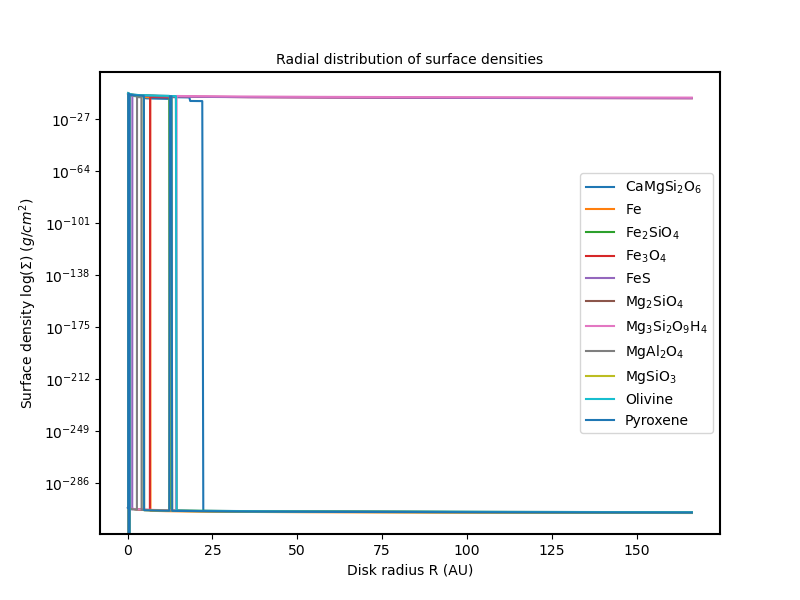 Radial distribution of surface densities
Surface density log(Σ) (g/cm²)
10⁻²⁷
10⁻⁶⁴
10⁻¹⁰¹
10⁻¹³⁸
10⁻¹⁷⁵
10⁻²¹²
10⁻²⁴⁹
10⁻²⁸⁶
CaMgSi₂O₆
Fe
Fe₂SiO₄
Fe₃O₄
FeS
Mg₂SiO₄
Mg₃Si₂O₉H₄
MgAl₂O₄
MgSiO₃
Olivine
Pyroxene
0 25 50 75 100 125 150
Disk radius R (AU)